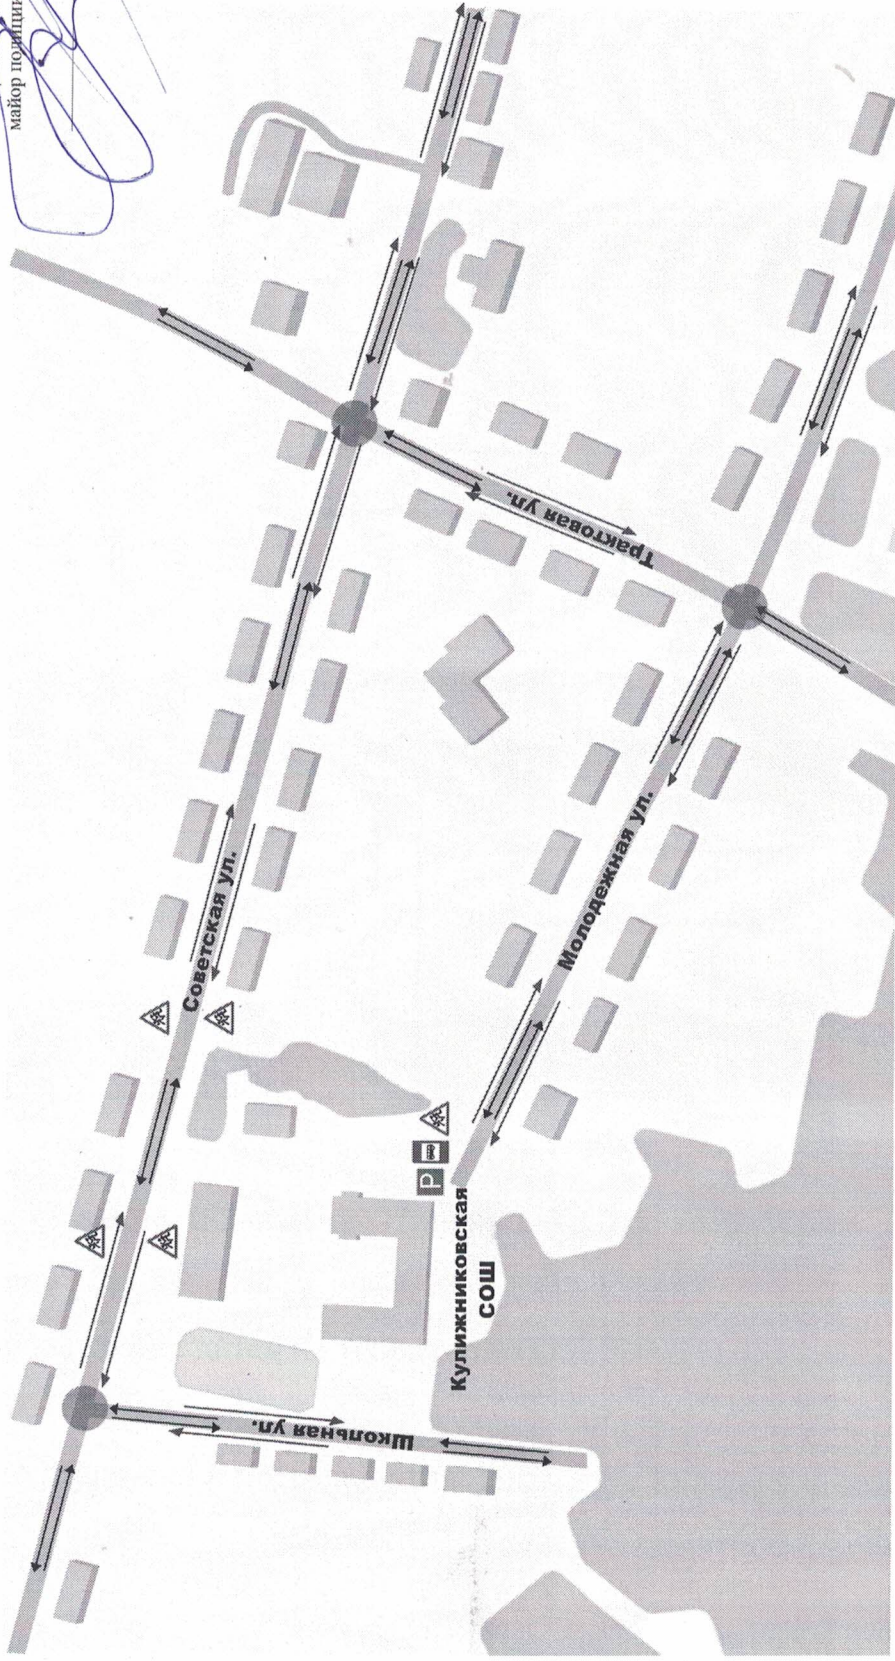 майор полиции
Советская ул.
Трактовая ул.
Молодежная ул.
P
Кулижниковская
СОШ
Школьная ул.